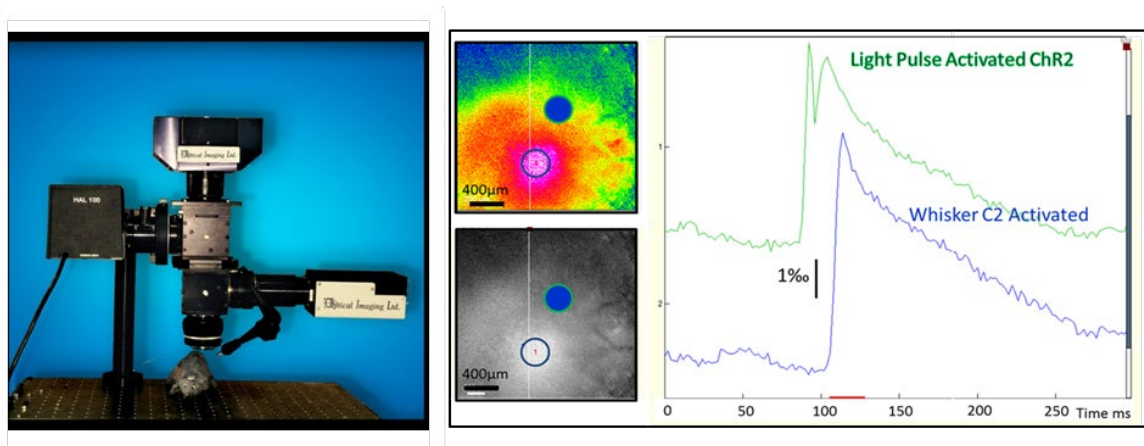 Optical Imaging Ltd.
HAL 100
Optical Imaging Ltd.
400µm
400µm
1
Light Pulse Activated ChR2
Whisker C2 Activated
1‰
1
2
0 50 100 150 200 250 Time ms